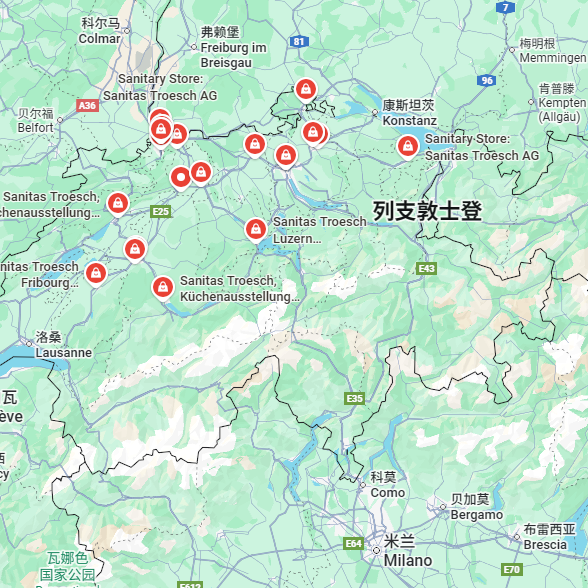 科尔马
Colmar
弗赖堡
Freiburg im
Breisgau
81
7
梅明根
Memmingen
96
肯普滕
Kempten
(Allgäu)
Sanitary Store:
Sanitas Troesch AG
A36
贝尔福
Belfort
康斯坦茨
Konstanz
Sanitary Store:
Sanitas Troesch AG
Sanitas Troesch,
chenausstellung...
E25
列支敦士登
Sanitas Troesch
Luzern...
nitas Troesch
Fribourg...
Sanitas Troesch,
Küchenausstellung...
E43
洛桑
Lausanne
瓦
ève
E35
科莫
Como
贝加莫
Bergamo
米兰
Milano
E64
布雷西亚
Brescia
E70
瓦娜色
国家公园
E612